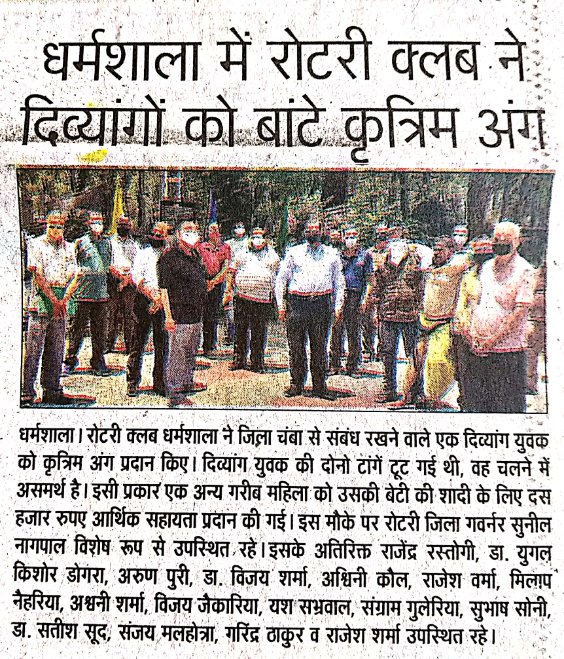 धर्मशाला में रोटरी क्लब ने
दिव्यांगों को बांटे कृत्रिम अंग
धर्मशाला। रोटरी क्लब धर्मशाला ने जिला चंबा से संबंध रखने वाले एक दिव्यांग युवक
को कृत्रिम अंग प्रदान किए। दिव्यांग युवक की दोनो टांगें टूट गई थी, वह चलने में
असमर्थ है। इसी प्रकार एक अन्य गरीब महिला को उसकी बेटी की शादी के लिए दस
हजार रुपए आर्थिक सहायता प्रदान की गई। इस मौके पर रोटरी जिला गवर्नर सुनील
नागपाल विशेष रूप से उपस्थित रहे। इसके अतिरिक्त राजेंद्र रस्तोगी, डा. युगल
किशोर डोगरा, अरुण पुरी, डा. विजय शर्मा, अश्विनी कौल, राजेश वर्मा, मिलाप
नैहरिया, अश्वनी शर्मा, विजय जैकारिया, यश सभ्रवाल, संग्राम गुलेरिया, सुभाष सोनी,
डा. सतीश सूद, संजय मलहोत्रा, गरिंद्र ठाकुर व राजेश शर्मा उपस्थित रहे।